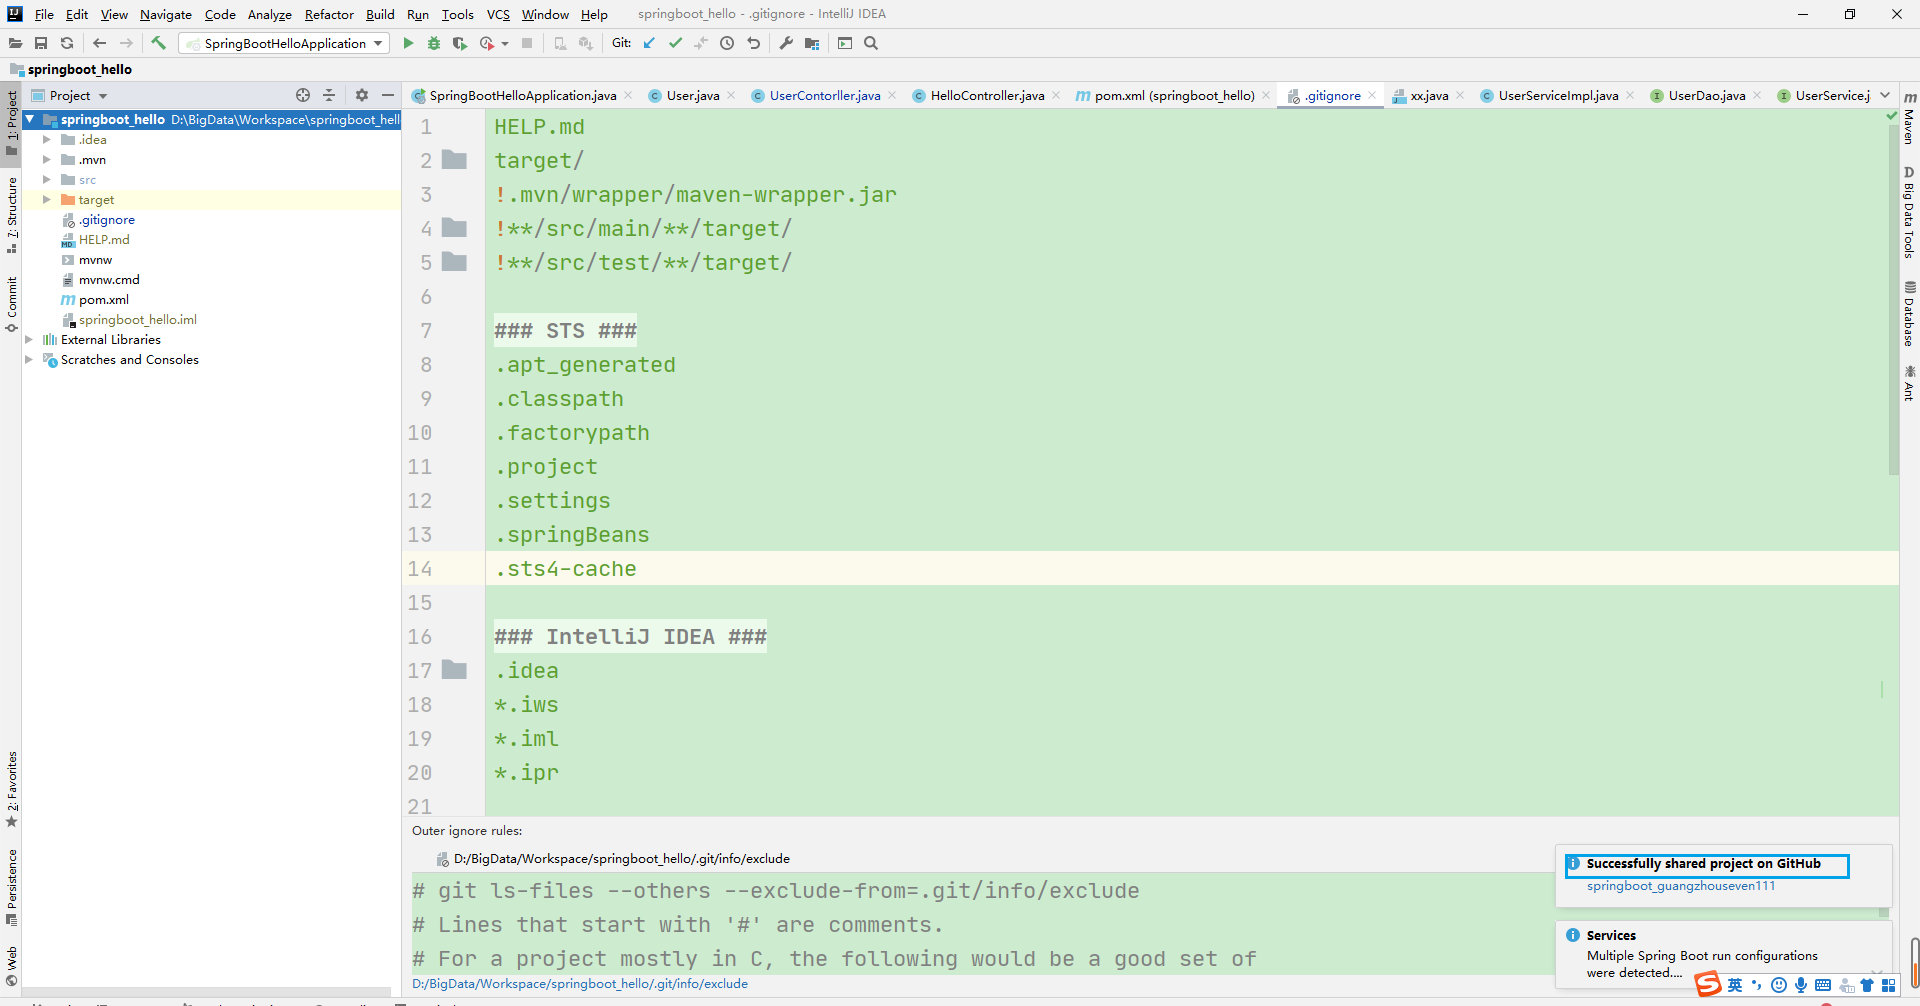 File Edit View Navigate Code Analyze Refactor Build Run Tools VCS Window Help springboot_hello - .gitignore - IntelliJ IDEA
SpringBootHelloApplication Git:
springboot_hello
Project
SpringBootHelloApplication.java User.java UserContorller.java HelloController.java pom.xml (springboot_hello) .gitignore xx.java UserServiceImpl.java UserDao.java UserService.j
1: Project
7: Structure
Commit
2: Favorites
Persistence
Web
springboot_hello D:\BigData\Workspace\springboot_hell
.idea
.mvn
src
target
.gitignore
HELP.md
mvnw
mvnw.cmd
pom.xml
springboot_hello.iml
External Libraries
Scratches and Consoles
1 HELP.md
2 target/
3 !.mvn/wrapper/maven-wrapper.jar
4 !**/src/main/**/target/
5 !**/src/test/**/target/
6
7 ### STS ###
8 .apt_generated
9 .classpath
10 .factorypath
11 .project
12 .settings
13 .springBeans
14 .sts4-cache
15
16 ### IntelliJ IDEA ###
17 .idea
18 *.iws
19 *.iml
20 *.ipr
21
Outer ignore rules:
D:/BigData/Workspace/springboot_hello/.git/info/exclude
# git ls-files --others --exclude-from=.git/info/exclude
# Lines that start with '#' are comments.
# For a project mostly in C, the following would be a good set of
D:/BigData/Workspace/springboot_hello/.git/info/exclude
Successfully shared project on GitHub
springboot_guangzhouseven111
Services
Multiple Spring Boot run configurations
were detected....
英
Maven
Big Data Tools
Database
Ant